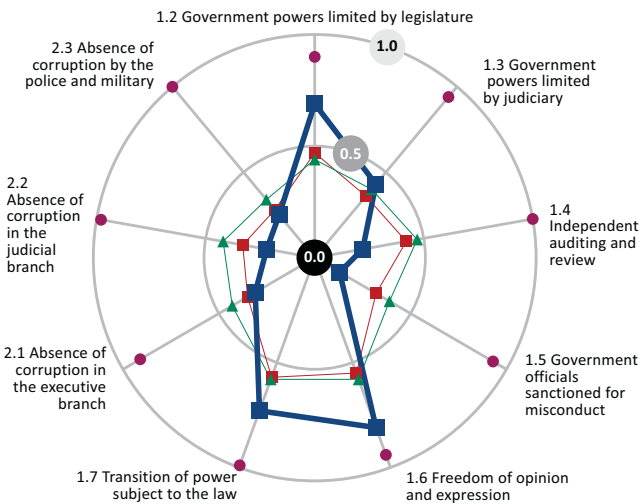 1.2 Government powers limited by legislature
1.0
2.3 Absence of
corruption by the
police and military
1.3 Government
powers limited
by judiciary
0.5
2.2
Absence of
corruption
in the
judicial
branch
1.4
Independent
auditing and
review
0.0
2.1 Absence of
corruption in
the executive
branch
1.5 Government
officials
sanctioned for
misconduct
1.7 Transition of power
subject to the law
1.6 Freedom of opinion
and expression